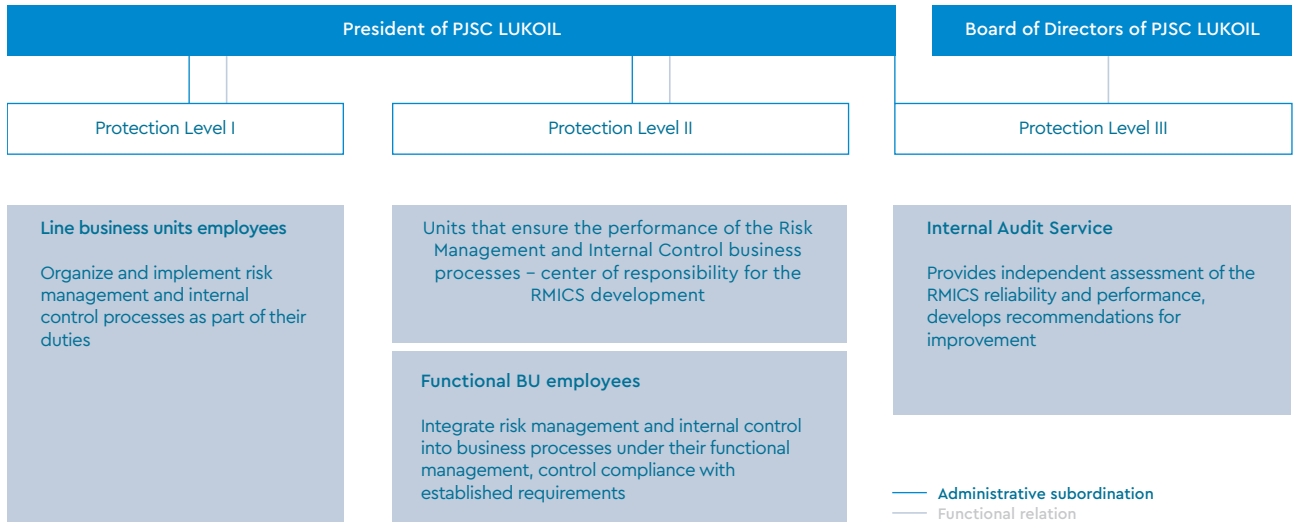 President of PJSC LUKOIL
Board of Directors of PJSC LUKOIL
Protection Level I
Protection Level II
Protection Level III
Line business units employees
Organize and implement risk
management and internal
control processes as part of their
duties
Units that ensure the performance of the Risk
Management and Internal Control business
processes – center of responsibility for the
RMICS development
Functional BU employees
Integrate risk management and internal control
into business processes under their functional
management, control compliance with
established requirements
Internal Audit Service
Provides independent assessment of the
RMICS reliability and performance,
develops recommendations for
improvement
Administrative subordination
Functional relation